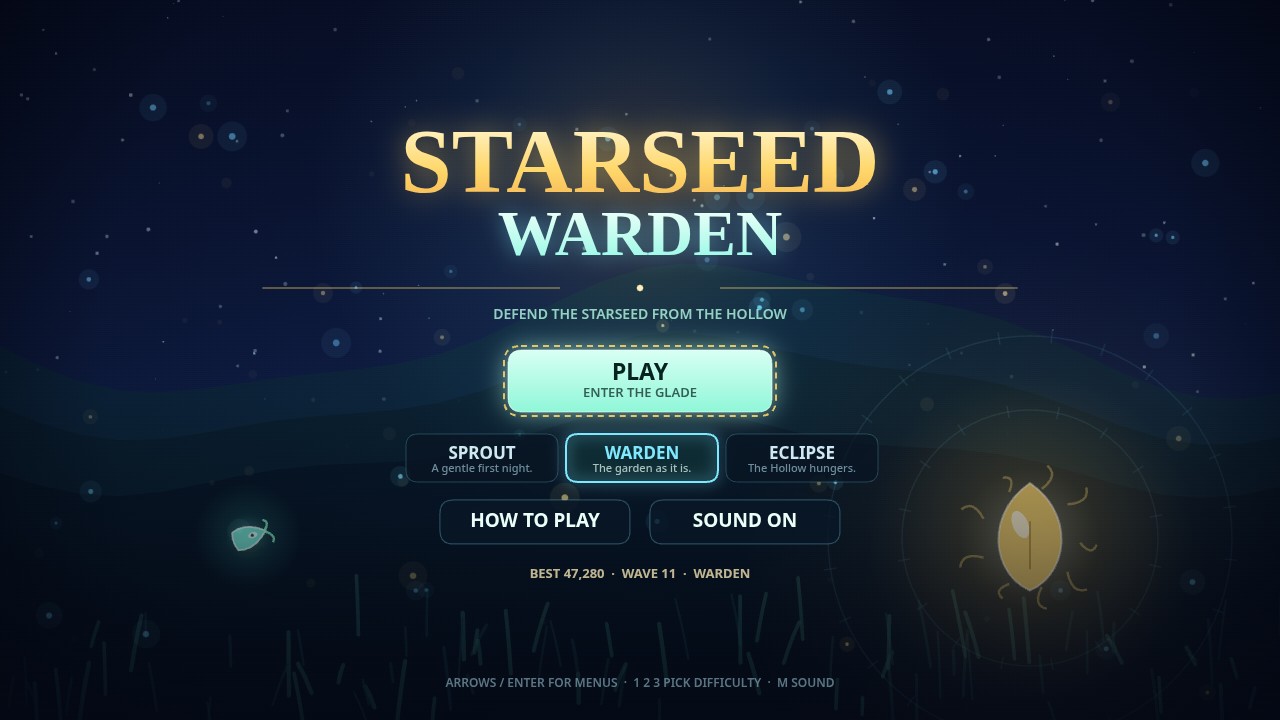 STARSEED
WARDEN
DEFEND THE STARSEED FROM THE HOLLOW
PLAY
ENTER THE GLADE
SPROUT
A gentle first night.
WARDEN
The garden as it is.
ECLIPSE
The Hollow hungers.
HOW TO PLAY
SOUND ON
BEST 47,280 · WAVE 11 · WARDEN
ARROWS / ENTER FOR MENUS · 1 2 3 PICK DIFFICULTY · M SOUND